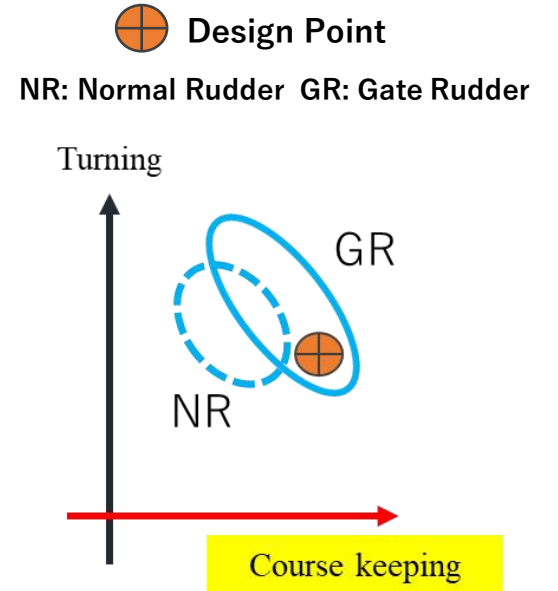 Design Point
NR: Normal Rudder GR: Gate Rudder
Turning
GR
NR
Course keeping